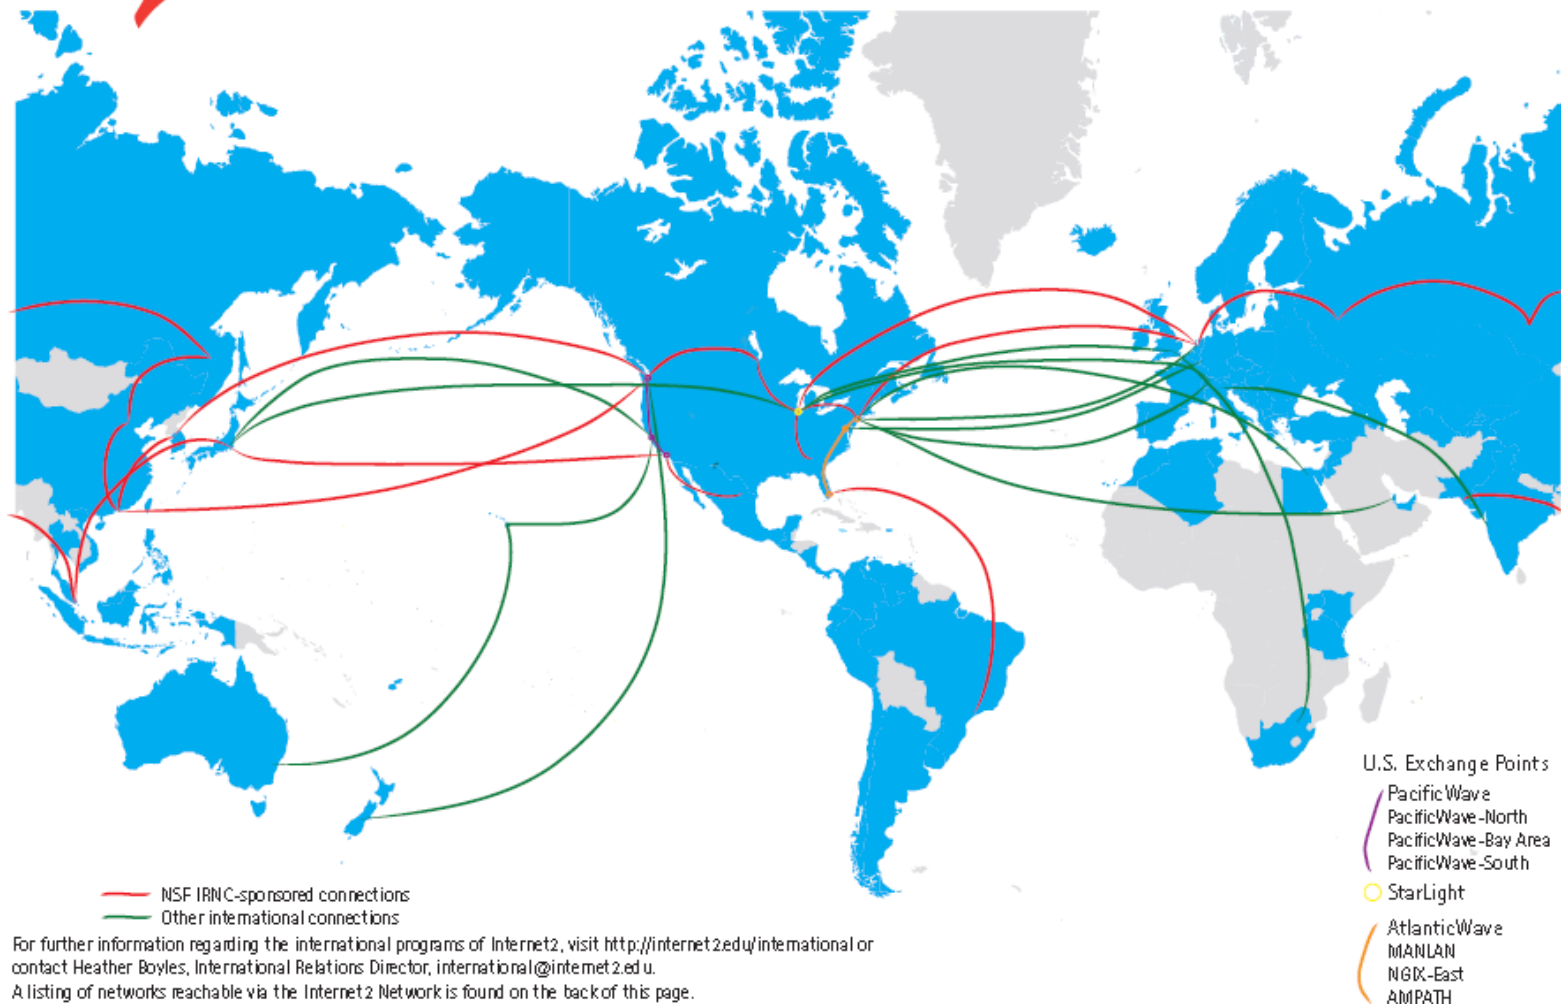 U.S. Exchange Points
PacificWave
PacificWave-North
PacificWave-Bay Area
PacificWave-South
StarLight
AtlanticWave
MANLAN
NGIX-East
AMPATH
NSF IRNC-sponsored connections
Other international connections
For further information regarding the international programs of Internet2, visit http://internet2.edu/international or
contact Heather Boyles, International Relations Director, international@internet2.edu.
A listing of networks reachable via the Internet2 Network is found on the back of this page.